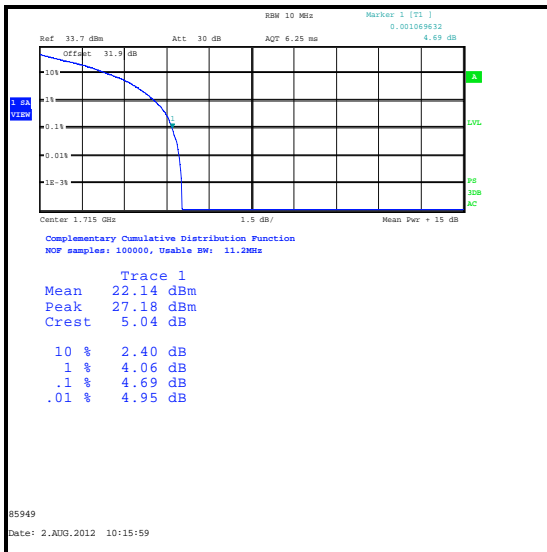 RBW 10 MHz Marker 1 [T1 ]
0.001069632
Ref 33.7 dBm Att 30 dB AQT 6.25 ms 4.69 dB
Offset 31.9 dB
10%
A
1 SA
VIEW
1%
1
0.1%
LVL
0.01%
1E-3%
PS
3DB
AC
Center 1.715 GHz 1.5 dB/ Mean Pwr + 15 dB
Complementary Cumulative Distribution Function
NOF samples: 100000, Usable BW: 11.2MHz
Trace 1
Mean 22.14 dBm
Peak 27.18 dBm
Crest 5.04 dB
10 % 2.40 dB
1 % 4.06 dB
.1 % 4.69 dB
.01 % 4.95 dB
85949
Date: 2.AUG.2012 10:15:59